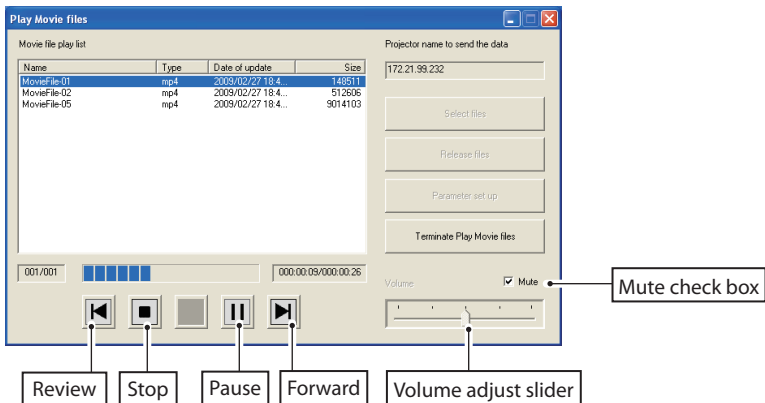 Play Movie files
Movie file play list
Projector name to send the data
Name Type Date of update Size
172.21.99.232
MovieFile-01 mp4 2009/02/27 18:4... 148511
MovieFile-02 mp4 2009/02/27 18:4... 512606
MovieFile-05 mp4 2009/02/27 18:4... 9014103
Select files
Release files
Parameter set up
Terminate Play Movie files
001/001
000:00:09/000:00:26
Volume
Mute
Mute check box
Review
Stop
Pause
Forward
Volume adjust slider